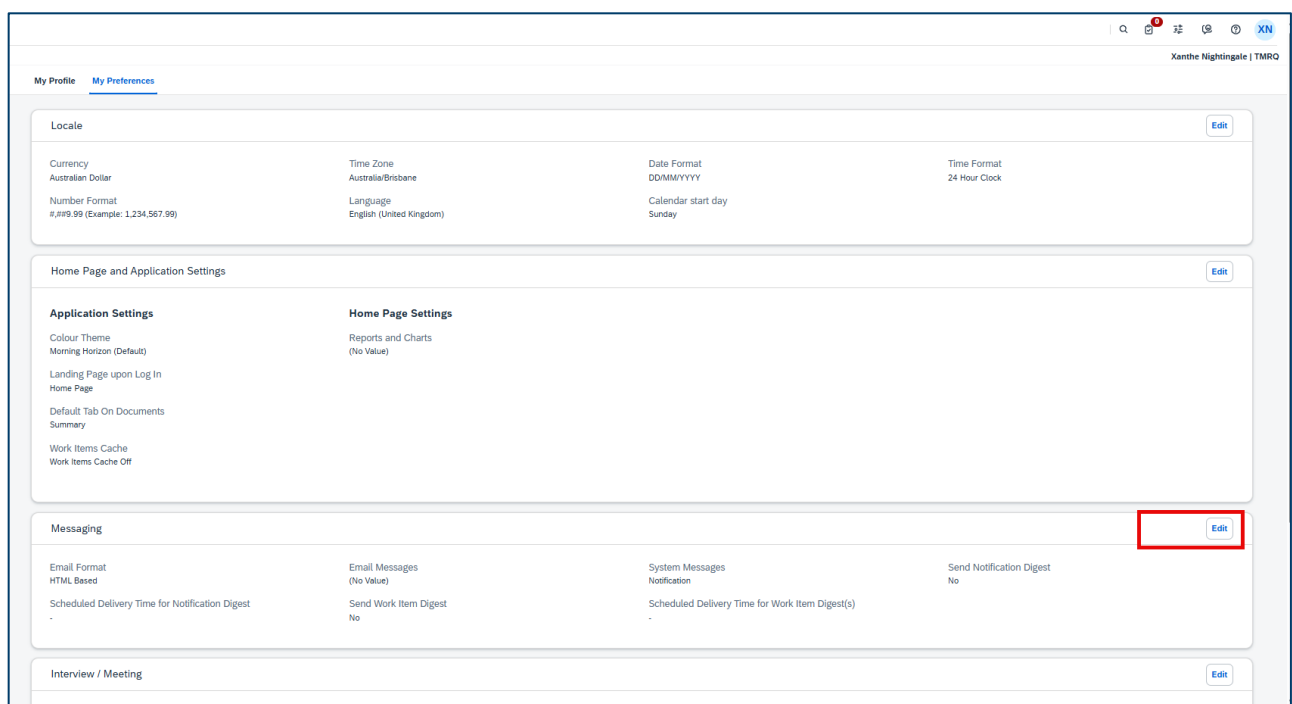 9
XN
Xanthe Nightingale | TMRQ
My Profile My Preferences
Locale Edit
Currency Time Zone Date Format Time Format
Australian Dollar Australia/Brisbane DD/MM/YYYY 24 Hour Clock
Number Format Language Calendar start day
#,##9.99 (Example: 1,234,567.99) English (United Kingdom) Sunday
Home Page and Application Settings Edit
Application Settings Home Page Settings
Colour Theme Reports and Charts
Morning Horizon (Default) (No Value)
Landing Page upon Log In
Home Page
Default Tab On Documents
Summary
Work Items Cache
Work Items Cache Off
Messaging Edit
Email Format Email Messages System Messages Send Notification Digest
HTML Based (No Value) Notification No
Scheduled Delivery Time for Notification Digest Send Work Item Digest Scheduled Delivery Time for Work Item Digest(s)
- No -
Interview / Meeting Edit